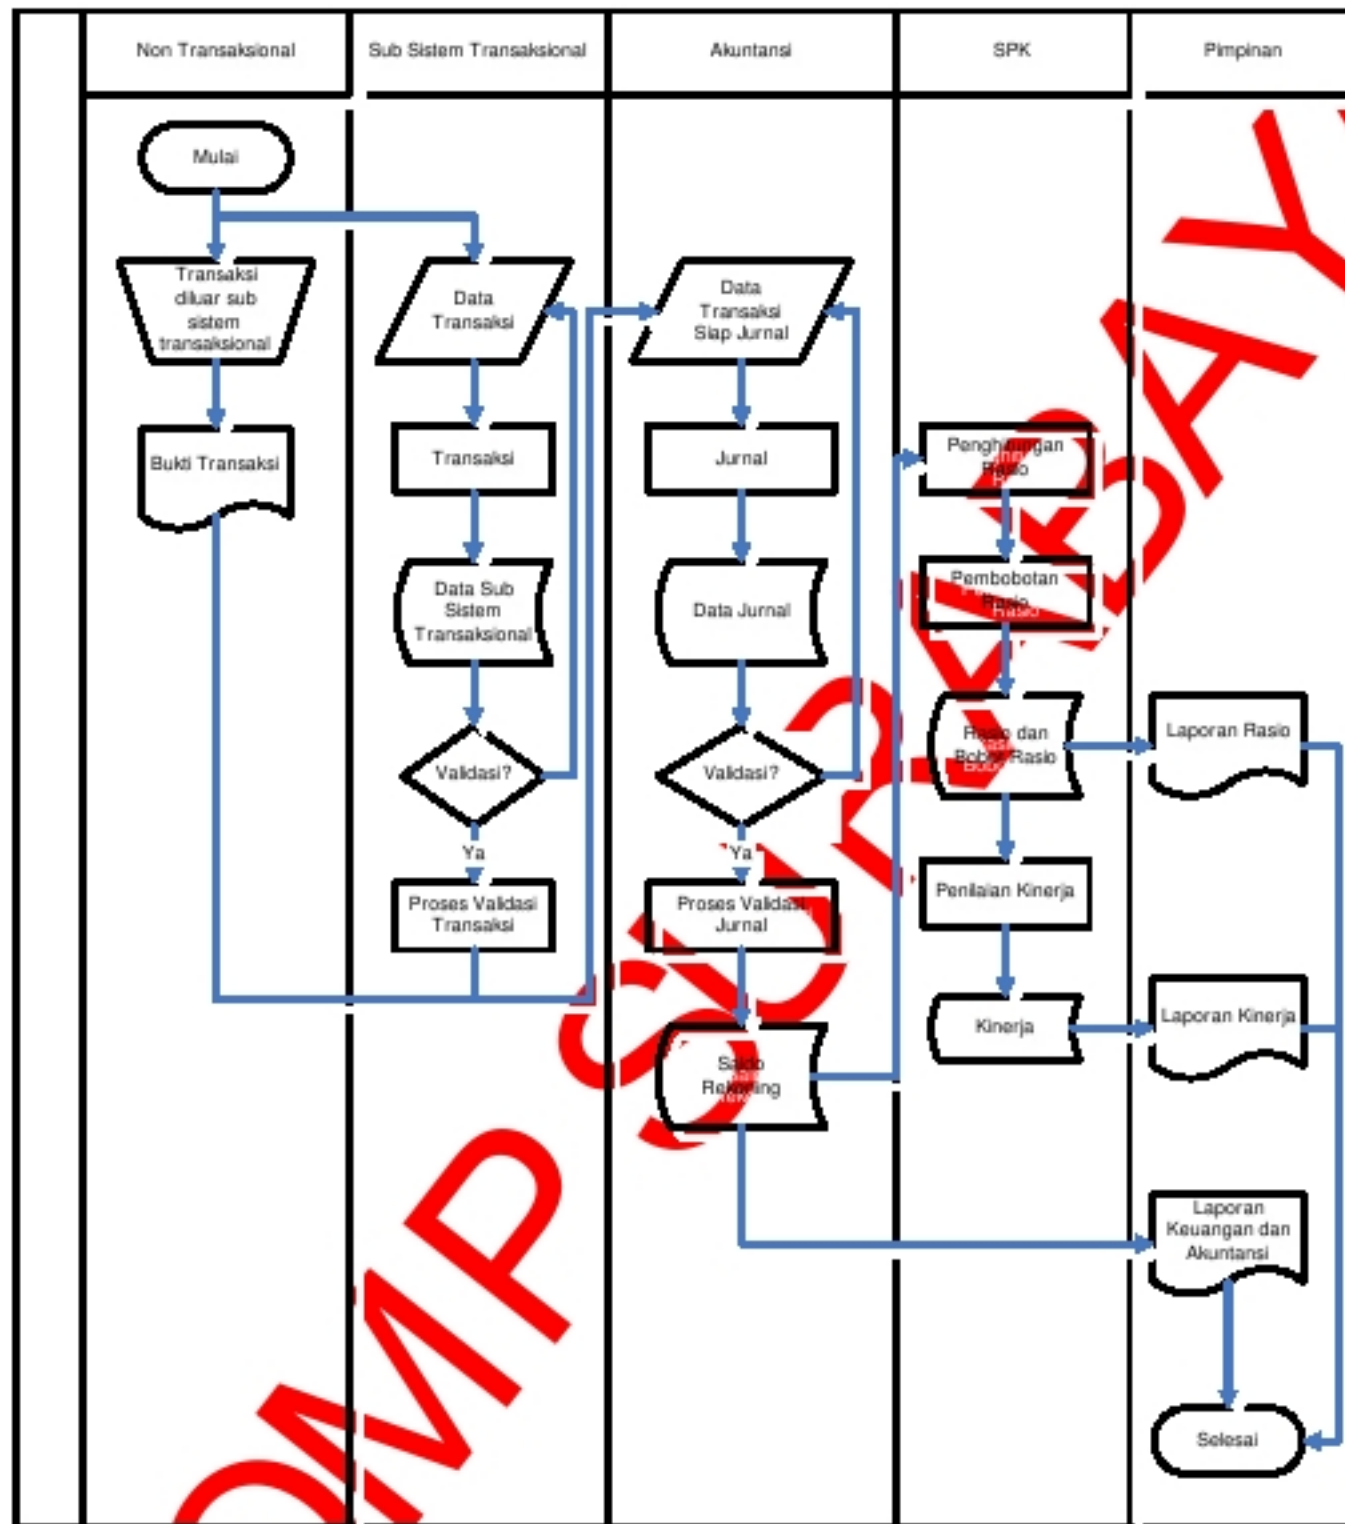 Non Transaksional
Sub Sistem Transaksional
Akuntansi
SPK
Pimpinan
Mulai
Transaksi
diluar sub
sistem
transaksional
Bukti Transaksi
Data
Transaksi
Transaksi
Data Sub
Sistem
Transaksional
Validasi?
Ya
Proses Validasi
Transaksi
Data
Transaksi
Siap Jurnal
Jurnal
Data Jurnal
Validasi?
Ya
Proses Validasi
Jurnal
Saldo
Rekening
Penghitungan
Rasio
Pembobotan
Rasio
Rasio dan
Bobot Rasio
Penilaian Kinerja
Kinerja
Laporan Rasio
Laporan Kinerja
Laporan
Keuangan dan
Akuntansi
Selesai